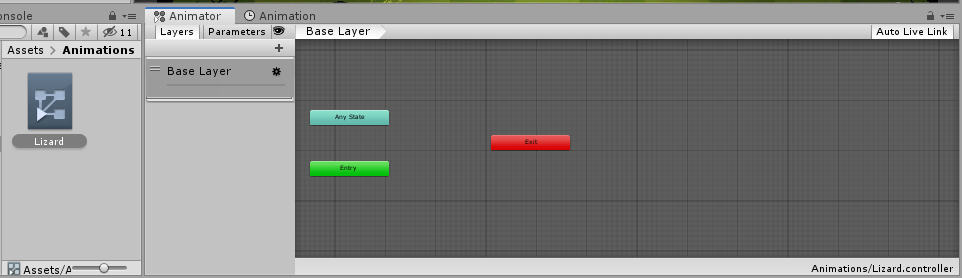 onsole
Animator
Animation
11
Layers
Parameters
Base Layer
Auto Live Link
Assets
Animations
Base Layer
Lizard
Any State
Exit
Entry
Assets/A
Animations/Lizard.controller